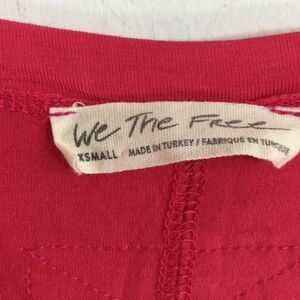 We The Free
XSMALL / MADE IN TURKEY / FABRIQUE EN TURQUIE